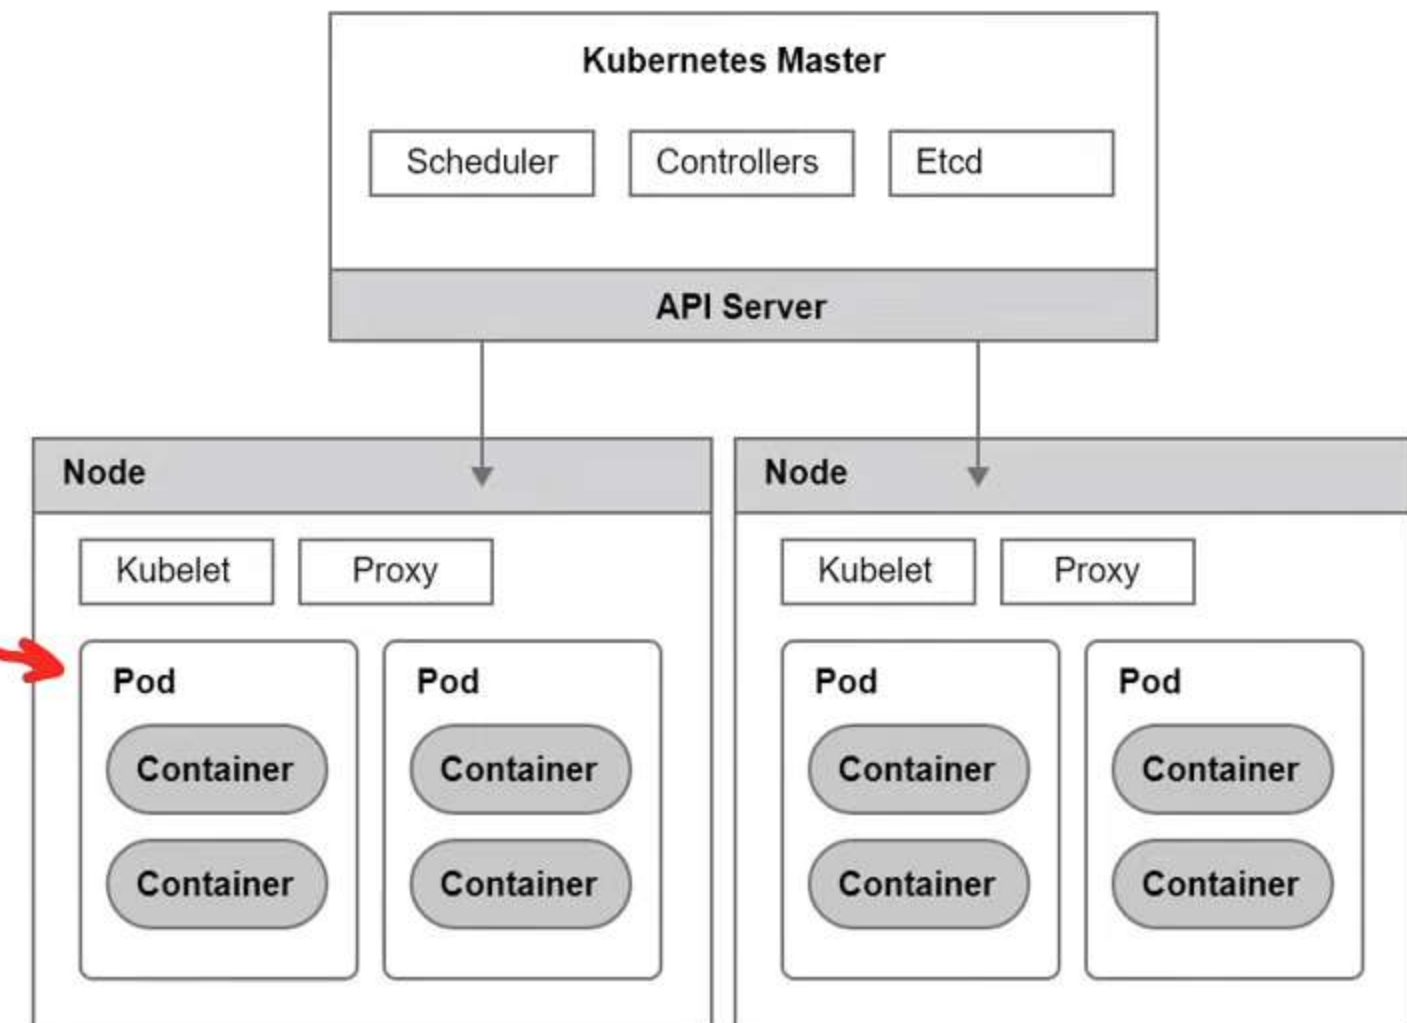 Kubernetes Master
Scheduler
Controllers
Etcd
API Server
Node
Kubelet
Proxy
Pod
Container
Container
Pod
Container
Container
Node
Kubelet
Proxy
Pod
Container
Container
Pod
Container
Container